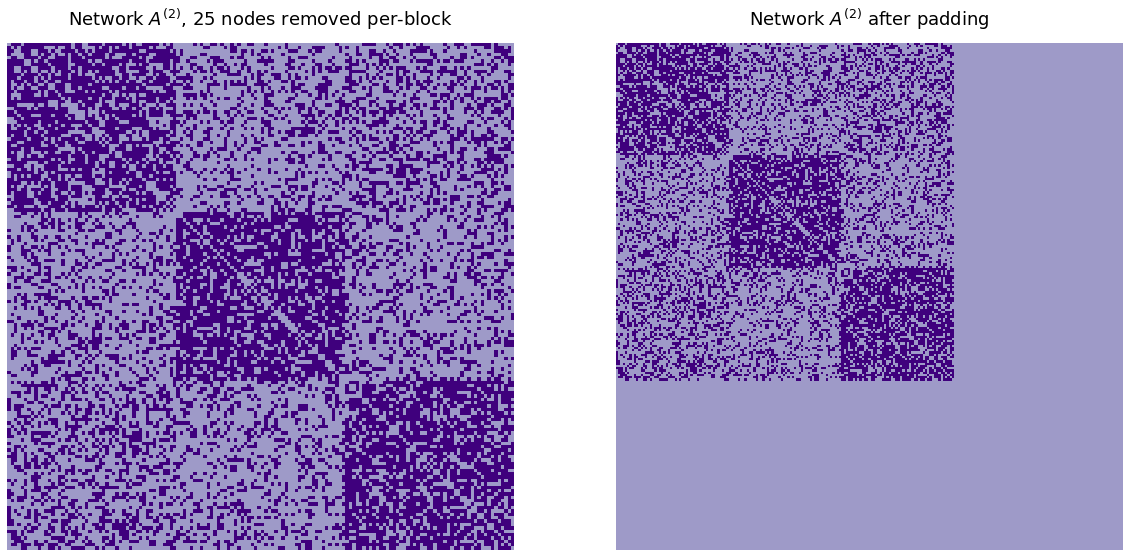 Network A⁽²⁾, 25 nodes removed per-block
Network A⁽²⁾ after padding